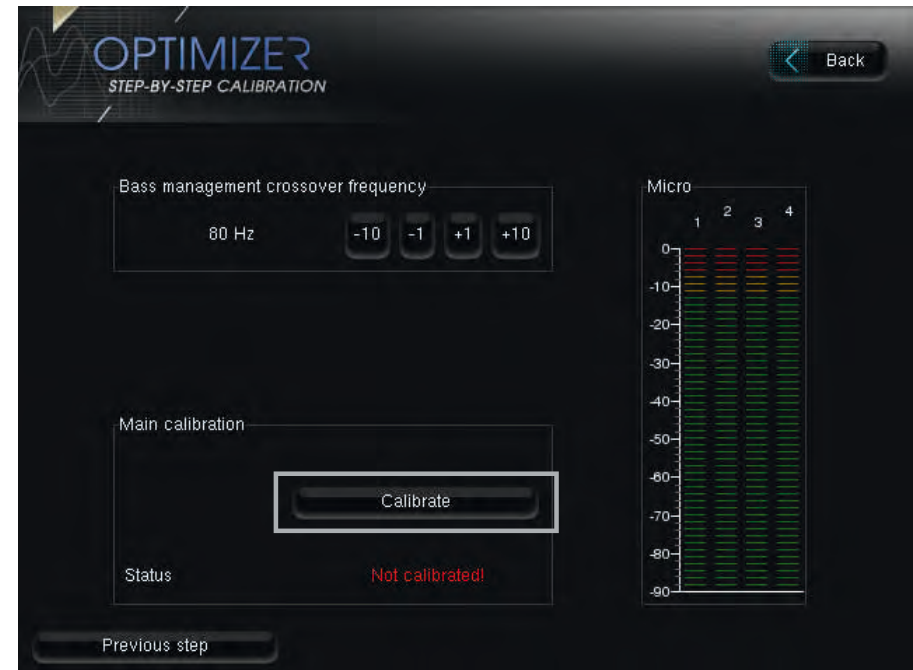 OPTIMIZER
STEP-BY-STEP CALIBRATION
Back
Bass management crossover frequency
80 Hz
-10 -1 +1 +10
Micro
1 2 3 4
0
-10
-20
-30
-40
-50
-60
-70
-80
-90
Main calibration
Calibrate
Status Not calibrated!
Previous step